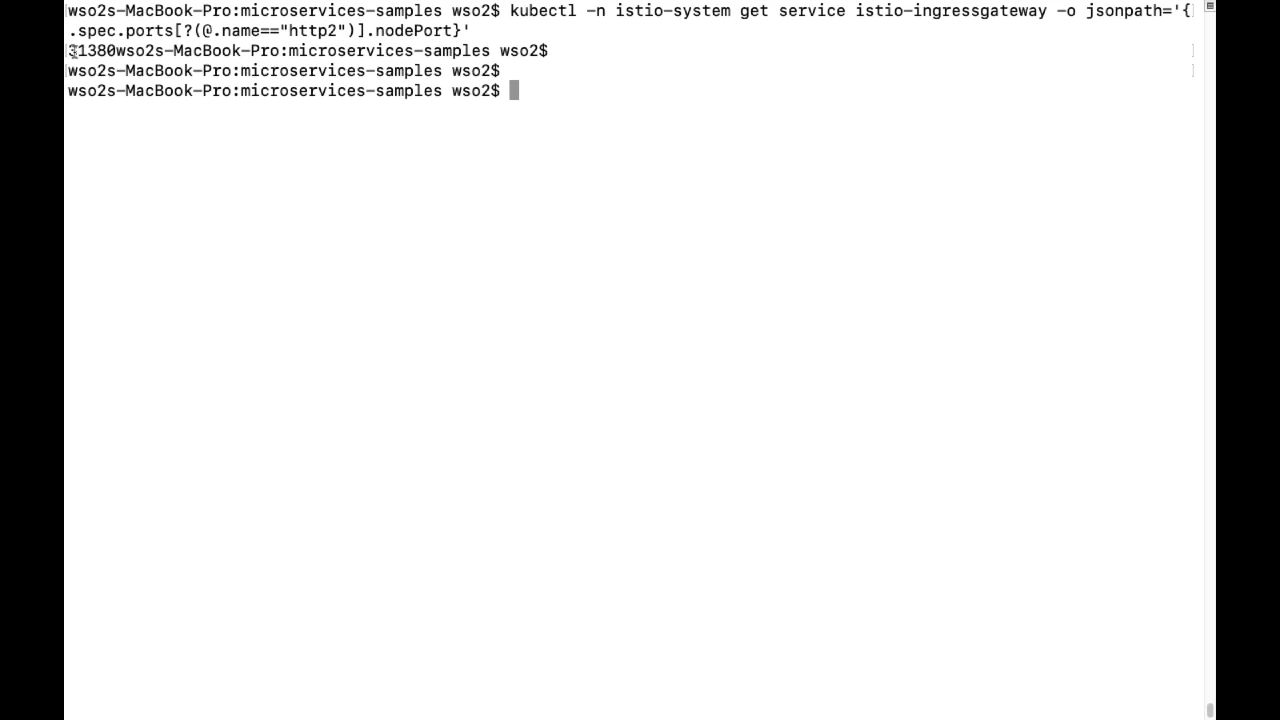 wso2s-MacBook-Pro:microservices-samples wso2$ kubectl -n istio-system get service istio-ingressgateway -o jsonpath='{
.spec.ports[?(@.name=="http2")].nodePort}'
31380wso2s-MacBook-Pro:microservices-samples wso2$
wso2s-MacBook-Pro:microservices-samples wso2$
wso2s-MacBook-Pro:microservices-samples wso2$